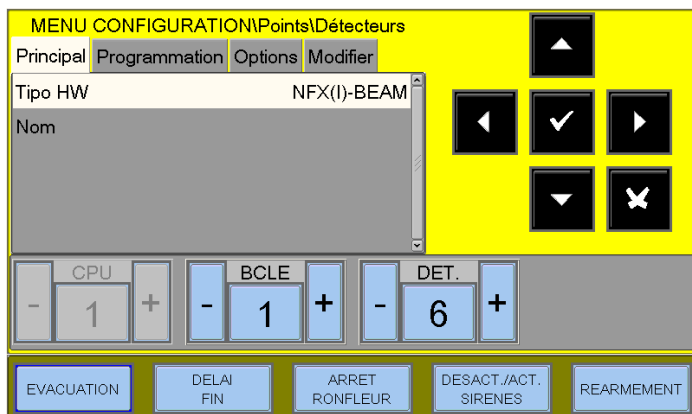 MENU CONFIGURATION\Points\Détecteurs
Principal Programmation Options Modifier
Tipo HW NFX(I)-BEAM
Nom
CPU BCLE DET.
- 1 + - 1 + - 6 +
EVACUATION DELAI FIN ARRET RONFLEUR DESACT./ACT. SIRENES REARMEMENT